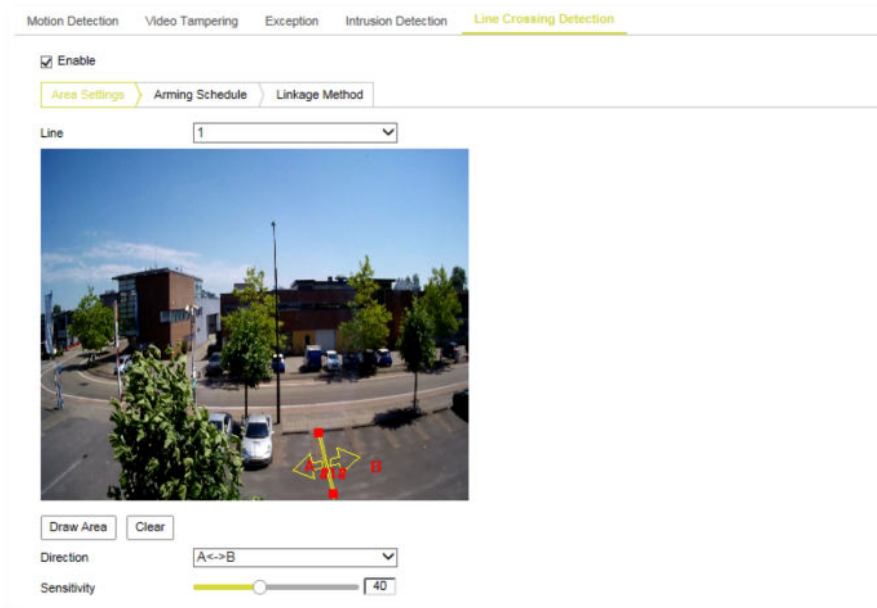 Motion Detection Video Tampering Exception Intrusion Detection Line Crossing Detection
Enable
Area Settings Arming Schedule Linkage Method
Line 1
A #1# B
Draw Area Clear
Direction A<->B
Sensitivity 40